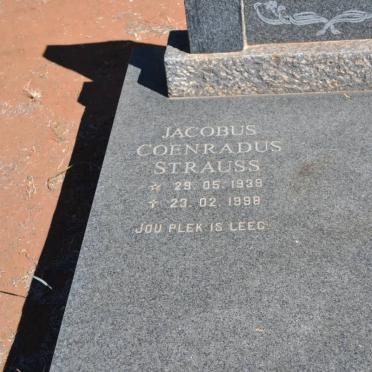 JACOBUS
COENRADUS
STRAUSS
☆ 29. 05. 1939
✝ 23. 02. 1998
JOU PLEK IS LEEG